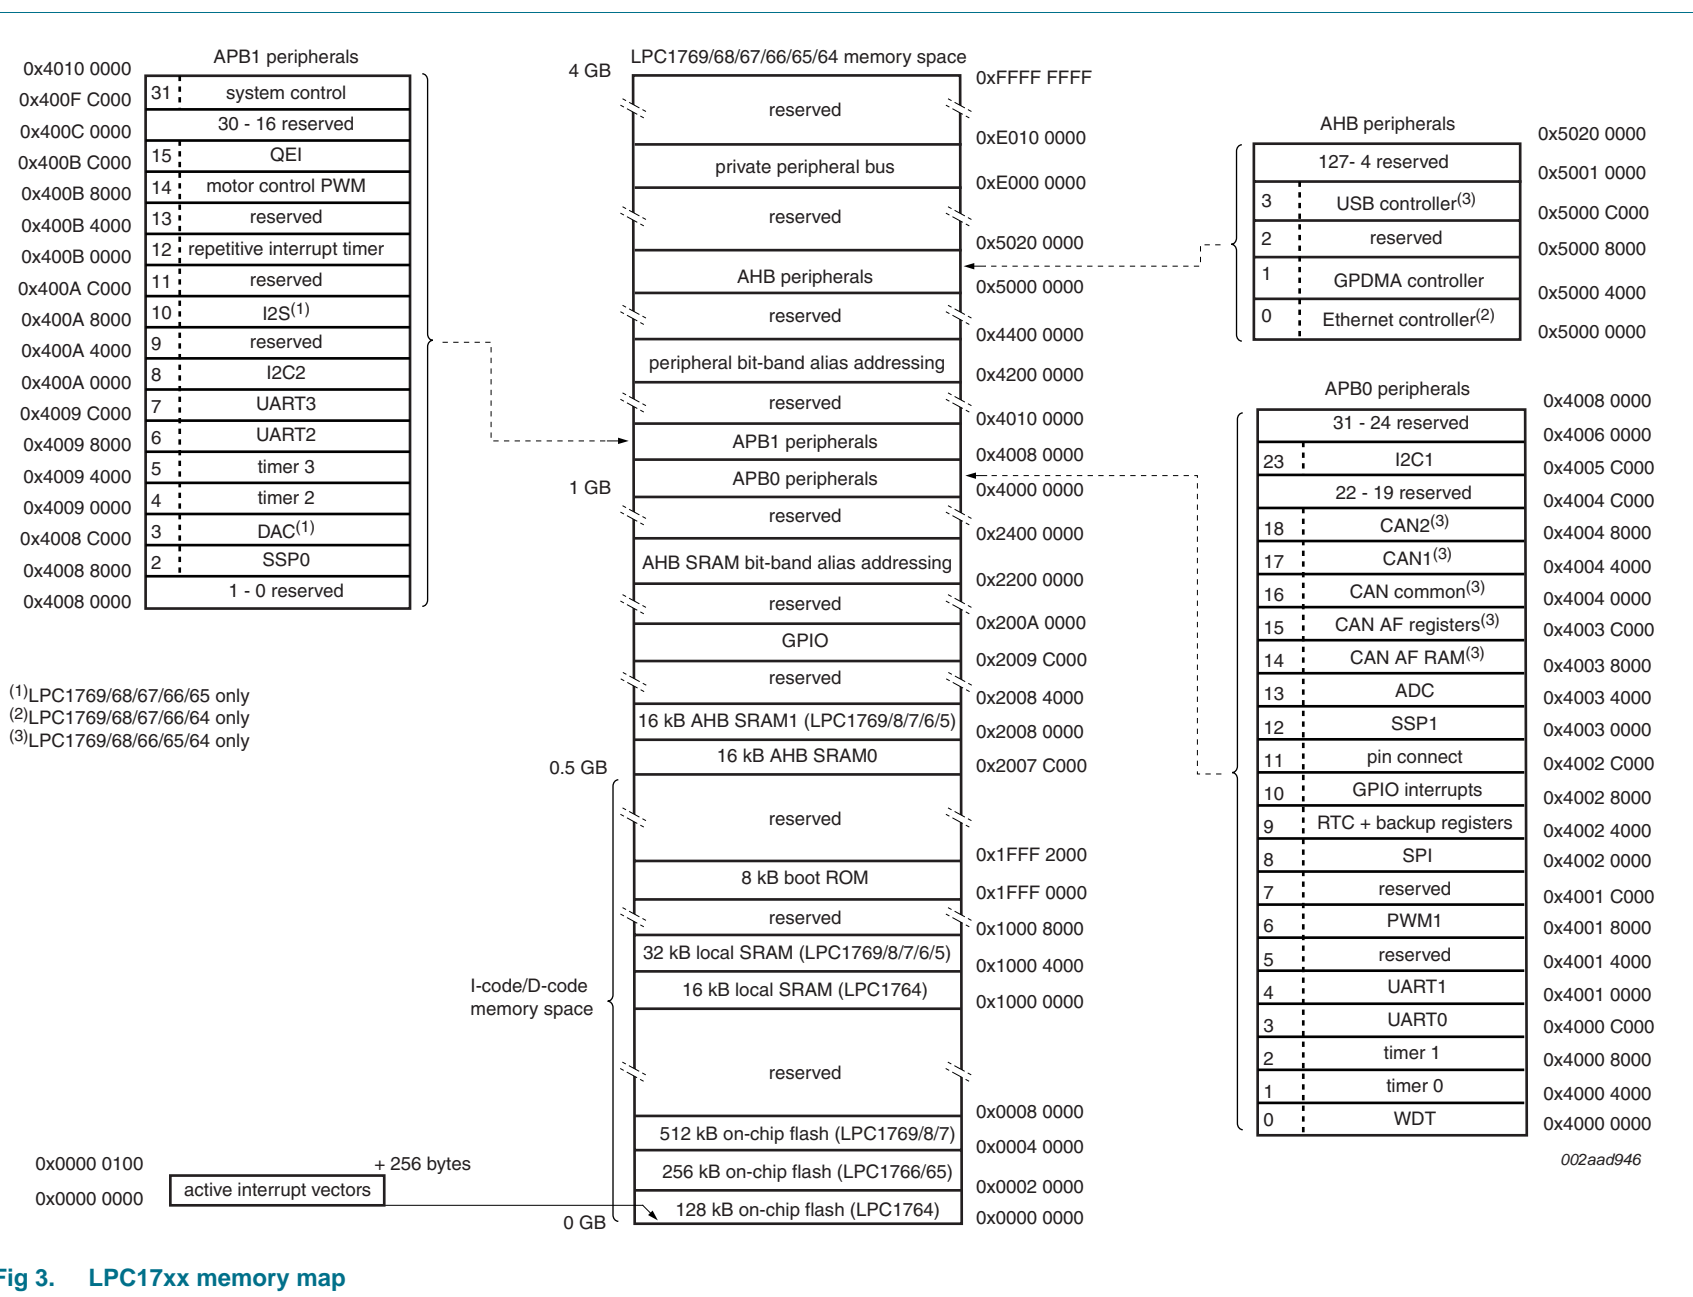 APB1 peripherals
0x4010 0000
31 system control
0x400F C000
30 - 16 reserved
0x400C 0000
15 QEI
0x400B C000
14 motor control PWM
0x400B 8000
13 reserved
0x400B 4000
12 repetitive interrupt timer
0x400B 0000
11 reserved
0x400A C000
10 I2S(1)
0x400A 8000
9 reserved
0x400A 4000
8 I2C2
0x400A 0000
7 UART3
0x4009 C000
6 UART2
0x4009 8000
5 timer 3
0x4009 4000
4 timer 2
0x4009 0000
3 DAC(1)
0x4008 C000
2 SSP0
0x4008 8000
1 - 0 reserved
0x4008 0000
(1)LPC1769/68/67/66/65 only
(2)LPC1769/68/67/66/64 only
(3)LPC1769/68/66/65/64 only
0x0000 0100
+ 256 bytes
active interrupt vectors
0x0000 0000
LPC1769/68/67/66/65/64 memory space
4 GB
0xFFFF FFFF
reserved
0xE010 0000
private peripheral bus
0xE000 0000
reserved
0x5020 0000
AHB peripherals
0x5000 0000
reserved
0x4400 0000
peripheral bit-band alias addressing
0x4200 0000
reserved
0x4010 0000
APB1 peripherals
0x4008 0000
APB0 peripherals
1 GB
0x4000 0000
reserved
0x2400 0000
AHB SRAM bit-band alias addressing
0x2200 0000
reserved
0x200A 0000
GPIO
0x2009 C000
reserved
0x2008 4000
16 kB AHB SRAM1 (LPC1769/8/7/6/5)
0x2008 0000
16 kB AHB SRAM0
0.5 GB
0x2007 C000
reserved
0x1FFF 2000
8 kB boot ROM
0x1FFF 0000
reserved
0x1000 8000
32 kB local SRAM (LPC1769/8/7/6/5)
0x1000 4000
I-code/D-code
memory space
16 kB local SRAM (LPC1764)
0x1000 0000
reserved
0x0008 0000
512 kB on-chip flash (LPC1769/8/7)
0x0004 0000
256 kB on-chip flash (LPC1766/65)
0x0002 0000
128 kB on-chip flash (LPC1764)
0 GB
0x0000 0000
AHB peripherals
0x5020 0000
127- 4 reserved
0x5001 0000
3 USB controller(3)
0x5000 C000
2 reserved
0x5000 8000
1 GPDMA controller
0x5000 4000
0 Ethernet controller(2)
0x5000 0000
APB0 peripherals
0x4008 0000
31 - 24 reserved
0x4006 0000
23 I2C1
0x4005 C000
22 - 19 reserved
0x4004 C000
18 CAN2(3)
0x4004 8000
17 CAN1(3)
0x4004 4000
16 CAN common(3)
0x4004 0000
15 CAN AF registers(3)
0x4003 C000
14 CAN AF RAM(3)
0x4003 8000
13 ADC
0x4003 4000
12 SSP1
0x4003 0000
11 pin connect
0x4002 C000
10 GPIO interrupts
0x4002 8000
9 RTC + backup registers
0x4002 4000
8 SPI
0x4002 0000
7 reserved
0x4001 C000
6 PWM1
0x4001 8000
5 reserved
0x4001 4000
4 UART1
0x4001 0000
3 UART0
0x4000 C000
2 timer 1
0x4000 8000
1 timer 0
0x4000 4000
0 WDT
0x4000 0000
002aad946
Fig 3. LPC17xx memory map